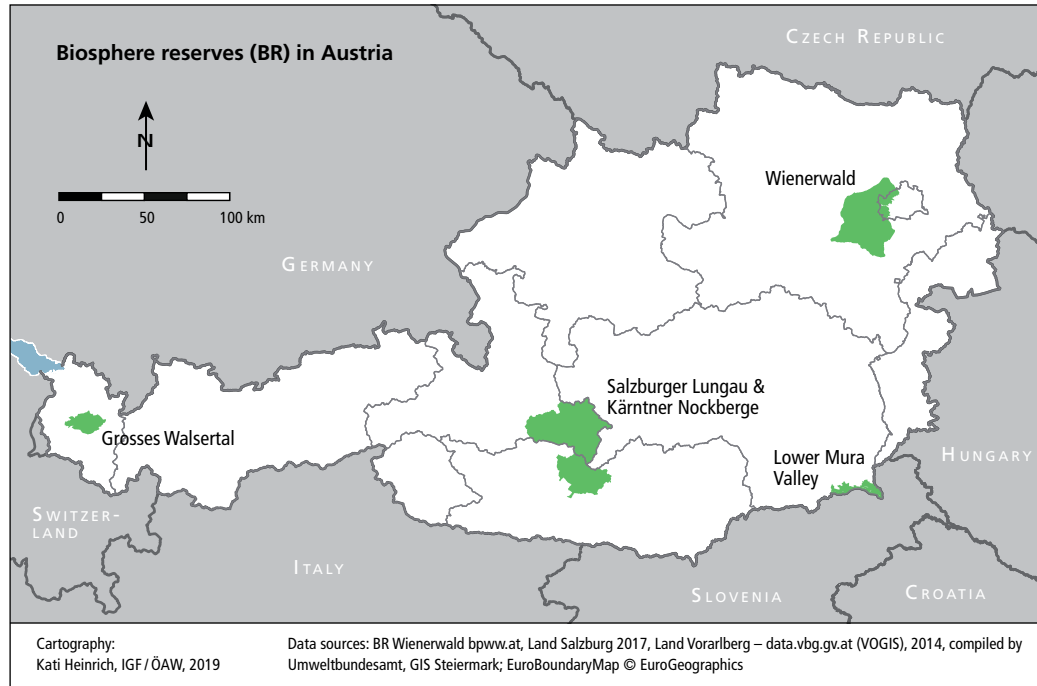 Biosphere reserves (BR) in Austria
CZECH REPUBLIC
N
0 50 100 km
Wienerwald
GERMANY
Salzburger Lungau &
Kärntner Nockberge
Grosses Walsertal
Lower Mura
Valley
HUNGARY
SWITZER-
LAND
ITALY
SLOVENIA
CROATIA
Cartography:
Kati Heinrich, IGF / ÖAW, 2019
Data sources: BR Wienerwald bpww.at, Land Salzburg 2017, Land Vorarlberg – data.vbg.gv.at (VOGIS), 2014, compiled by
Umweltbundesamt, GIS Steiermark; EuroBoundaryMap © EuroGeographics